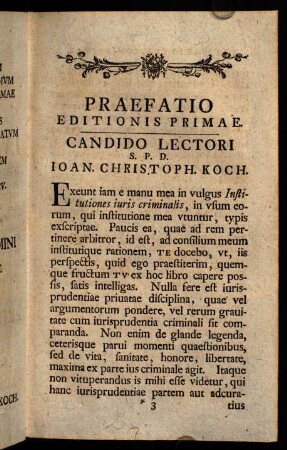 PRAEFATIO
EDITIONIS PRIMAE.
CANDIDO LECTORI
S. P. D.
IOAN. CHRISTOPH. KOCH.
Exeunt iam e manu mea in vulgus Insti-
tutiones iuris criminalis, in vsum eo-
rum, qui institutione mea vtuntur, typis
exscriptae. Paucis ea, quae ad rem per-
tinere arbitror, id est, ad consilium meum
institutique rationem, TE docebo, vt, iis
perspectis, quid ego praestiterim, quem-
que fructum TV ex hoc libro capere pos-
sis, satis intelligas. Nulla fere est iuris-
prudentiae priuatae disciplina, quae vel
argumentorum pondere, vel rerum graui-
tate cum iurisprudentia criminali sit com-
paranda. Non enim de glande legenda,
ceterisque parui momenti quaestionibus,
sed de vita, sanitate, honore, libertate,
maxima ex parte ius criminale agit. Itaque
non vituperandus is mihi esse videtur, qui
hanc iurisprudentiae partem aut adcura-
3
tius